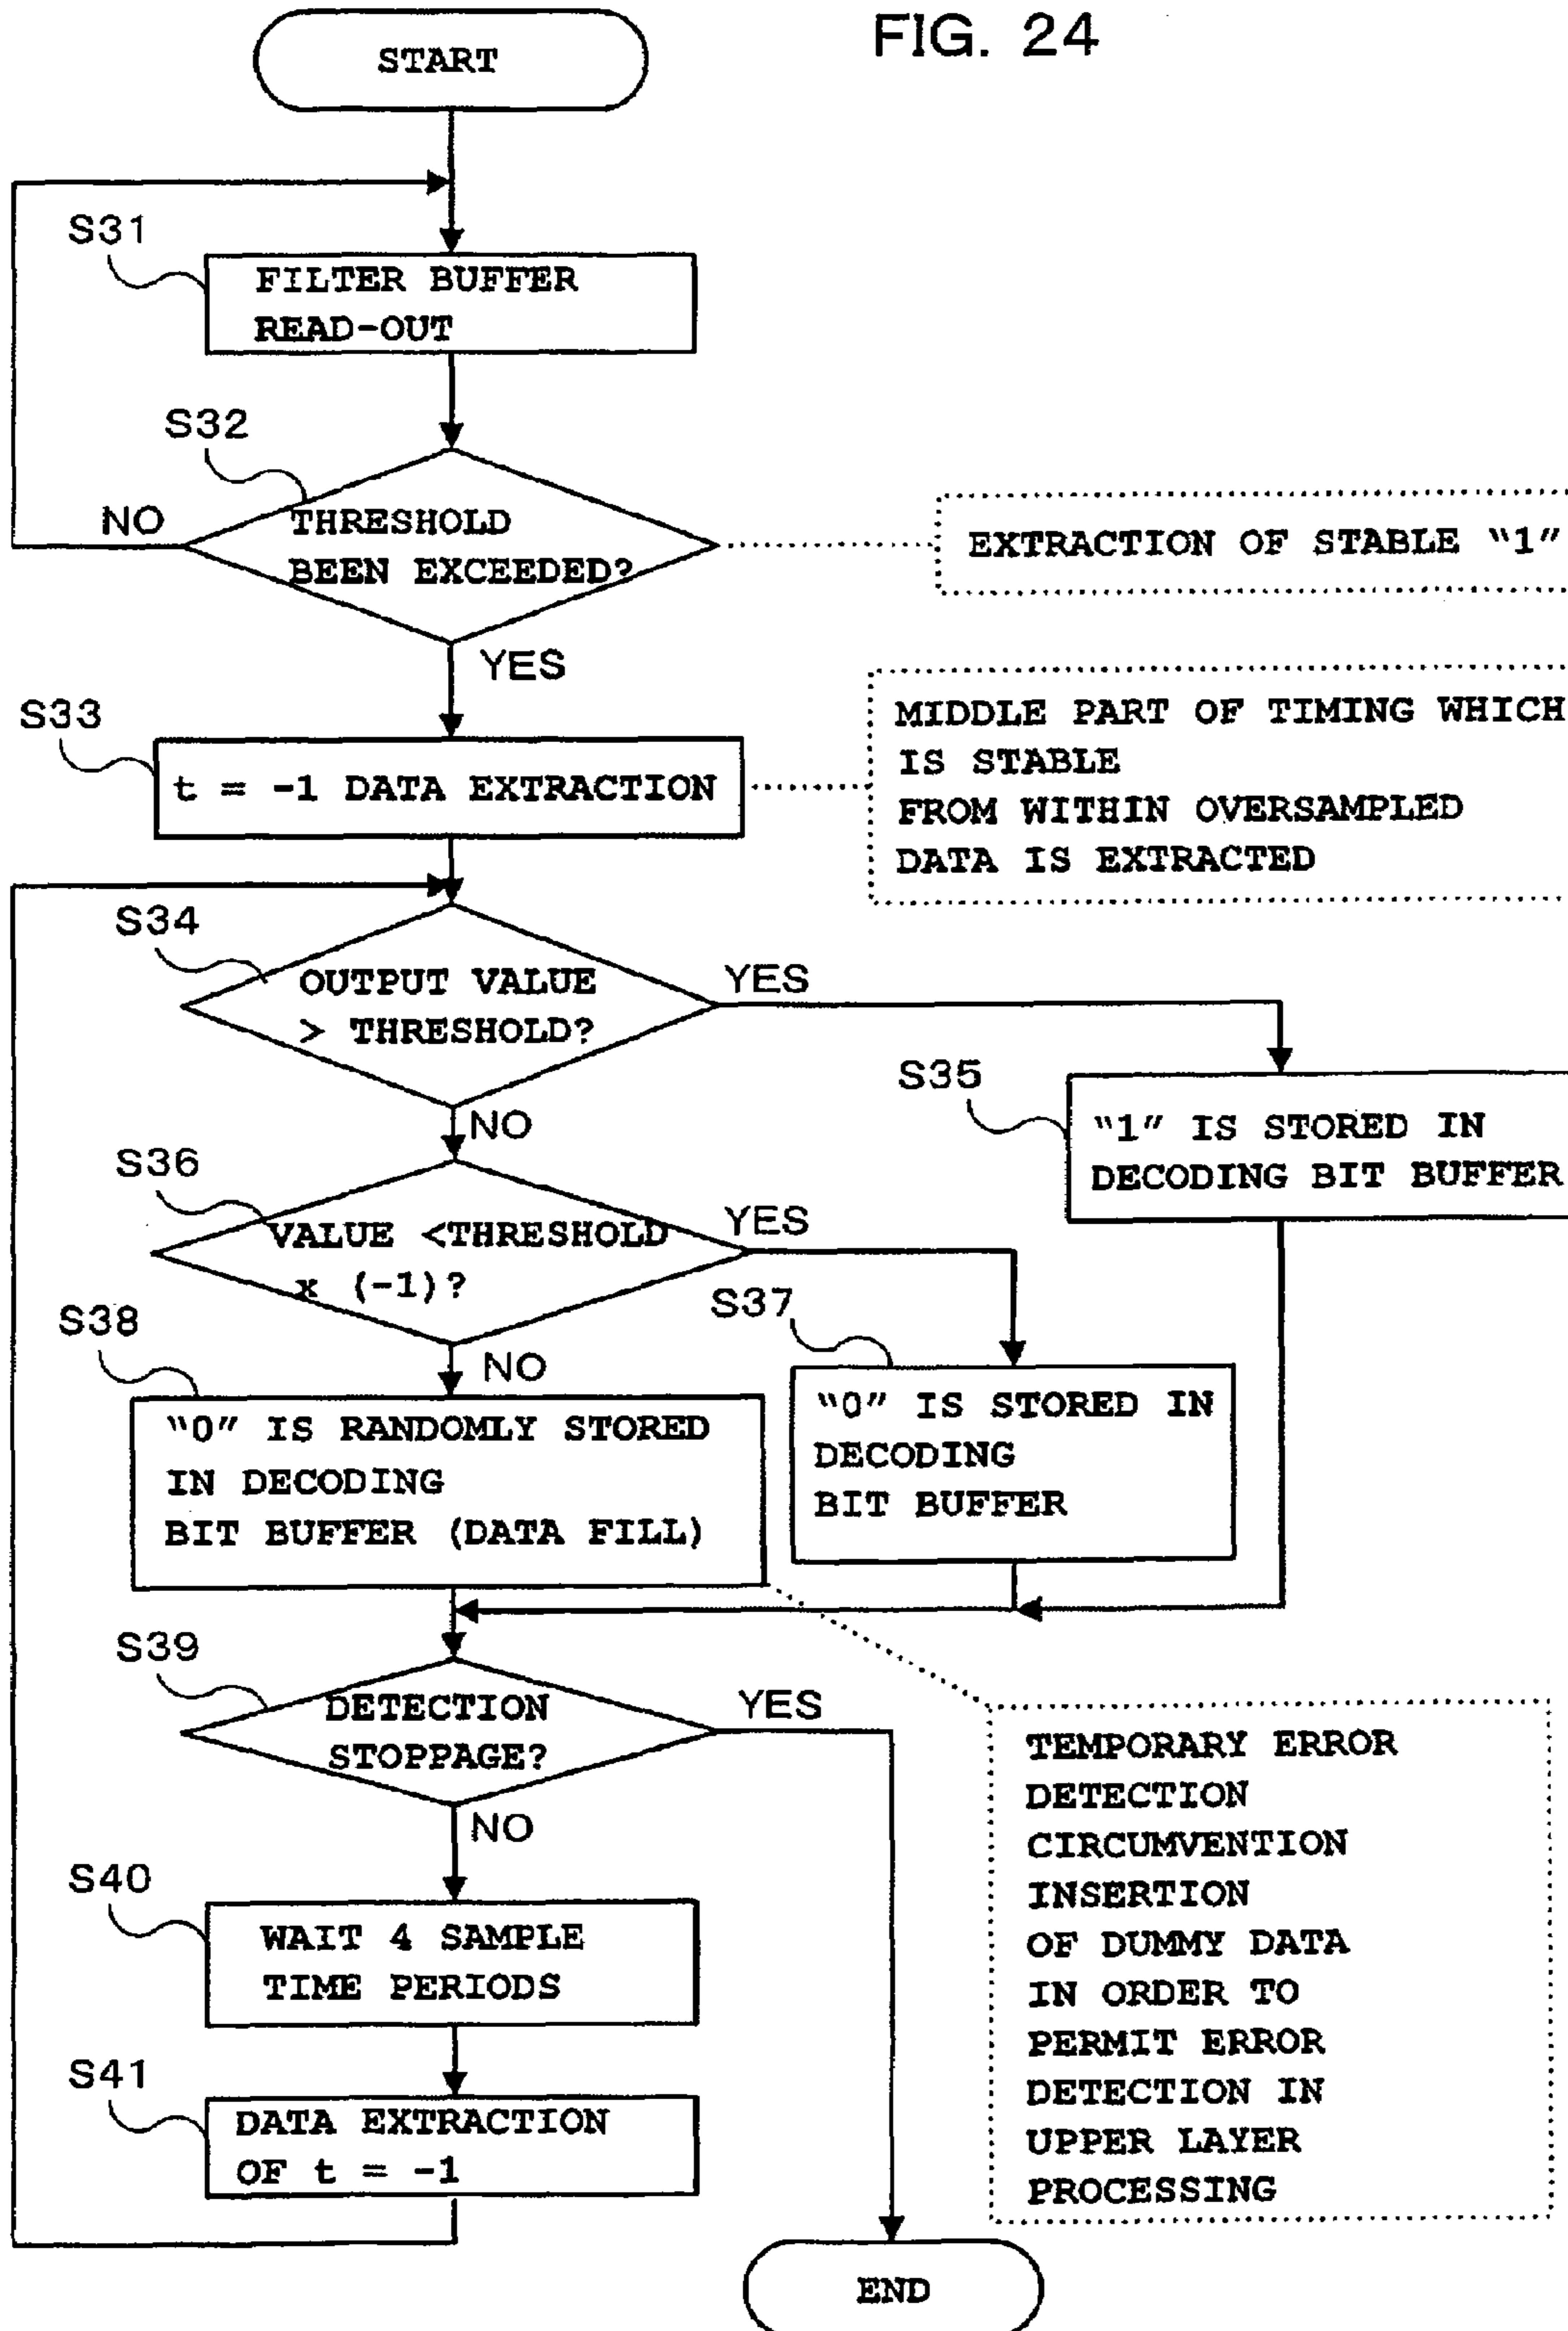 FIG. 24
START
S31
FILTER BUFFER
READ-OUT
S32
NO
THRESHOLD
BEEN EXCEEDED?
EXTRACTION OF STABLE "1"
YES
S33
t = -1 DATA EXTRACTION
MIDDLE PART OF TIMING WHICH
IS STABLE
FROM WITHIN OVERSAMPLED
DATA IS EXTRACTED
S34
OUTPUT VALUE
> THRESHOLD?
YES
S35
"1" IS STORED IN
DECODING BIT BUFFER
NO
S36
VALUE <THRESHOLD
x (-1)?
YES
S37
"0" IS STORED IN
DECODING
BIT BUFFER
NO
S38
"0" IS RANDOMLY STORED
IN DECODING
BIT BUFFER (DATA FILL)
S39
DETECTION
STOPPAGE?
YES
TEMPORARY ERROR
DETECTION
CIRCUMVENTION
INSERTION
OF DUMMY DATA
IN ORDER TO
PERMIT ERROR
DETECTION IN
UPPER LAYER
PROCESSING
NO
S40
WAIT 4 SAMPLE
TIME PERIODS
S41
DATA EXTRACTION
OF t = -1
END